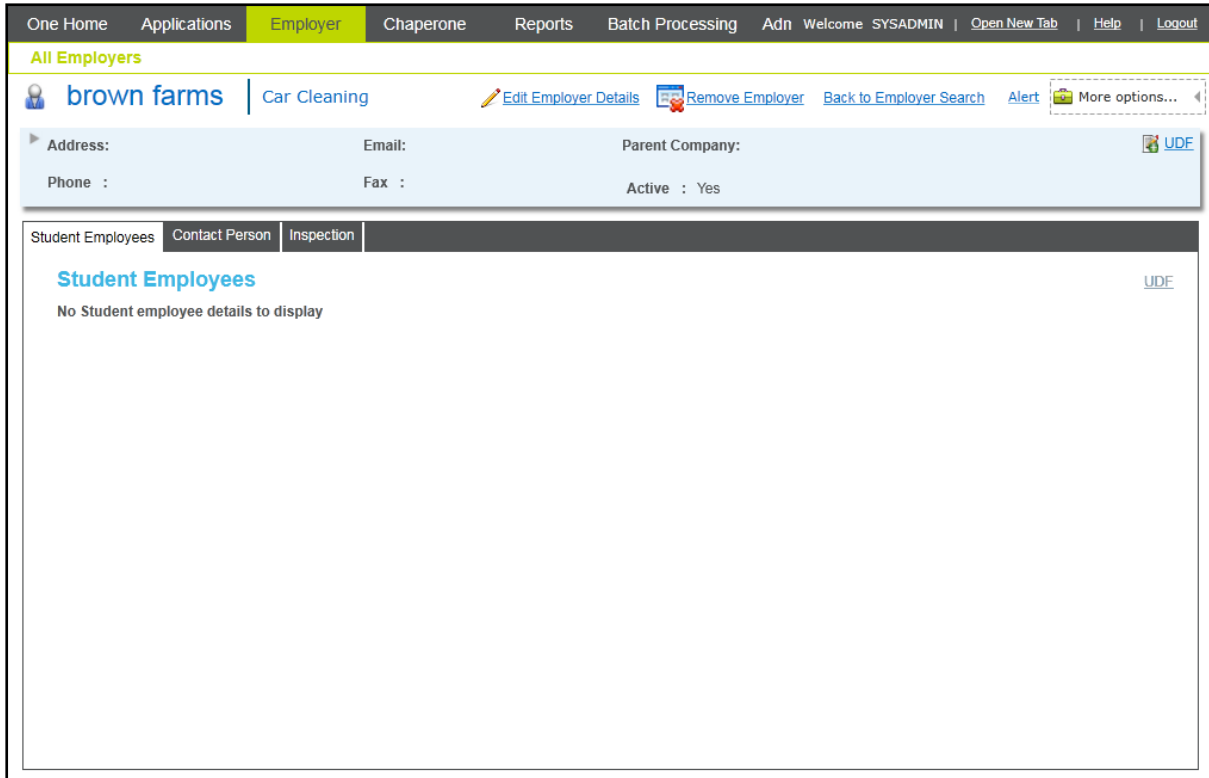 One Home Applications Employer Chaperone Reports Batch Processing Adn Welcome SYSADMIN | Open New Tab | Help | Logout
All Employers
brown farms Car Cleaning Edit Employer Details Remove Employer Back to Employer Search Alert More options...
Address: Email: Parent Company: UDF
Phone : Fax : Active : Yes
Student Employees Contact Person Inspection
Student Employees UDF
No Student employee details to display